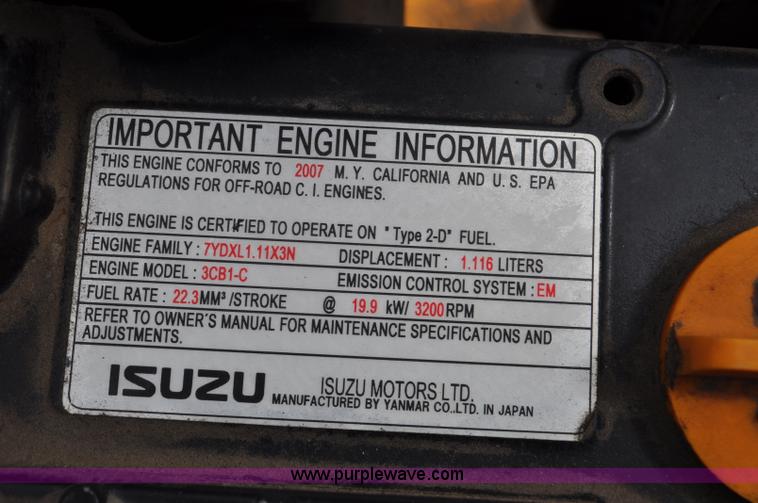 IMPORTANT ENGINE INFORMATION
THIS ENGINE CONFORMS TO 2007 M. Y. CALIFORNIA AND U. S. EPA
REGULATIONS FOR OFF-ROAD C. I. ENGINES.
THIS ENGINE IS CERTIFIED TO OPERATE ON " Type 2-D" FUEL.
ENGINE FAMILY : 7YDXL1.11X3N DISPLACEMENT : 1.116 LITERS
ENGINE MODEL : 3CB1-C EMISSION CONTROL SYSTEM : EM
FUEL RATE : 22.3MM³ /STROKE @ 19.9 kW/ 3200RPM
REFER TO OWNER'S MANUAL FOR MAINTENANCE SPECIFICATIONS AND
ADJUSTMENTS.
ISUZU ISUZU MOTORS LTD.
MANUFACTURED BY YANMAR CO.,LTD. IN JAPAN
www.purplewave.com